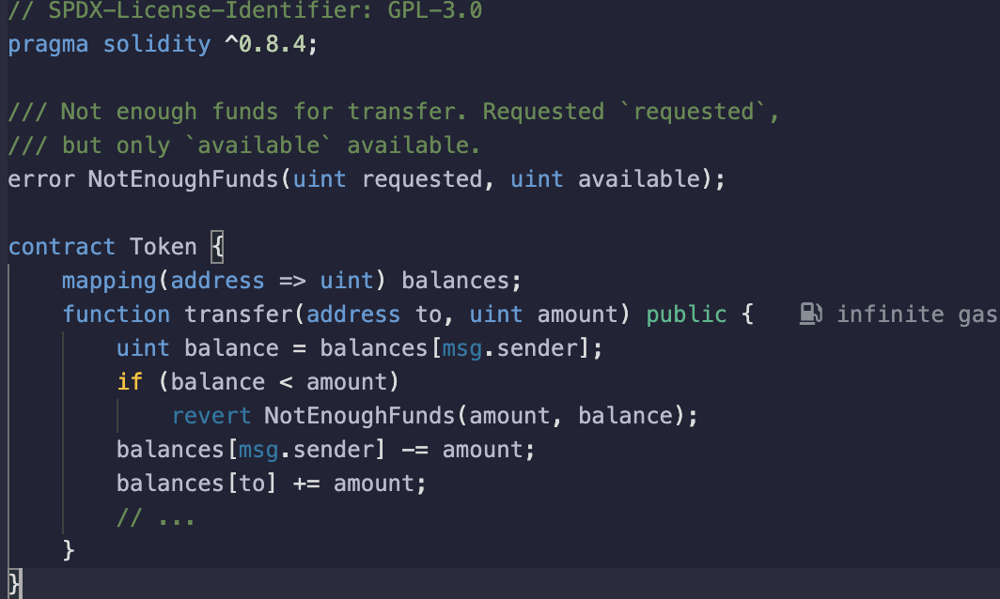 // SPDX-License-Identifier: GPL-3.0
pragma solidity ^0.8.4;
/// Not enough funds for transfer. Requested `requested`,
/// but only `available` available.
error NotEnoughFunds(uint requested, uint available);
contract Token {
    mapping(address => uint) balances;
    function transfer(address to, uint amount) public { infinite gas
        uint balance = balances[msg.sender];
        if (balance < amount)
            revert NotEnoughFunds(amount, balance);
        balances[msg.sender] -= amount;
        balances[to] += amount;
        // ...
    }
}